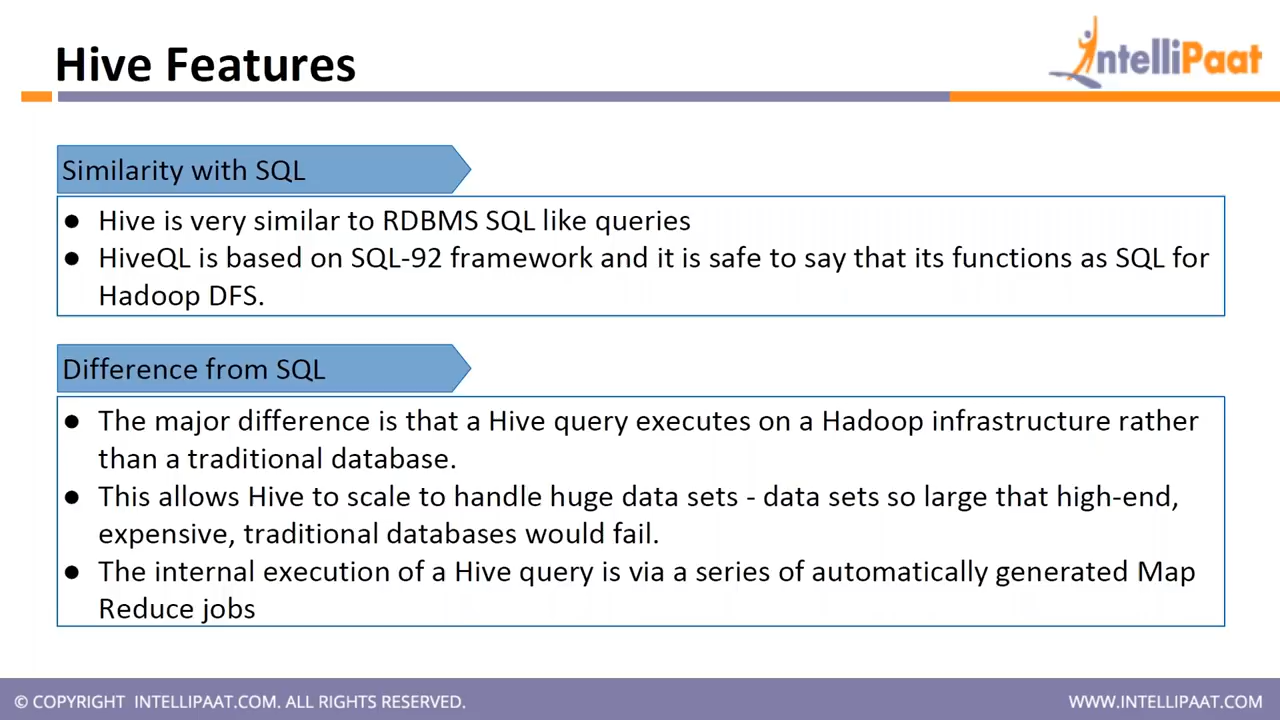 Hive Features
IntelliPaat
Similarity with SQL
● Hive is very similar to RDBMS SQL like queries
● HiveQL is based on SQL-92 framework and it is safe to say that its functions as SQL for
Hadoop DFS.
Difference from SQL
● The major difference is that a Hive query executes on a Hadoop infrastructure rather
than a traditional database.
● This allows Hive to scale to handle huge data sets - data sets so large that high-end,
expensive, traditional databases would fail.
● The internal execution of a Hive query is via a series of automatically generated Map
Reduce jobs
© COPYRIGHT INTELLIPAAT.COM. ALL RIGHTS RESERVED.
WWW.INTELLIPAAT.COM